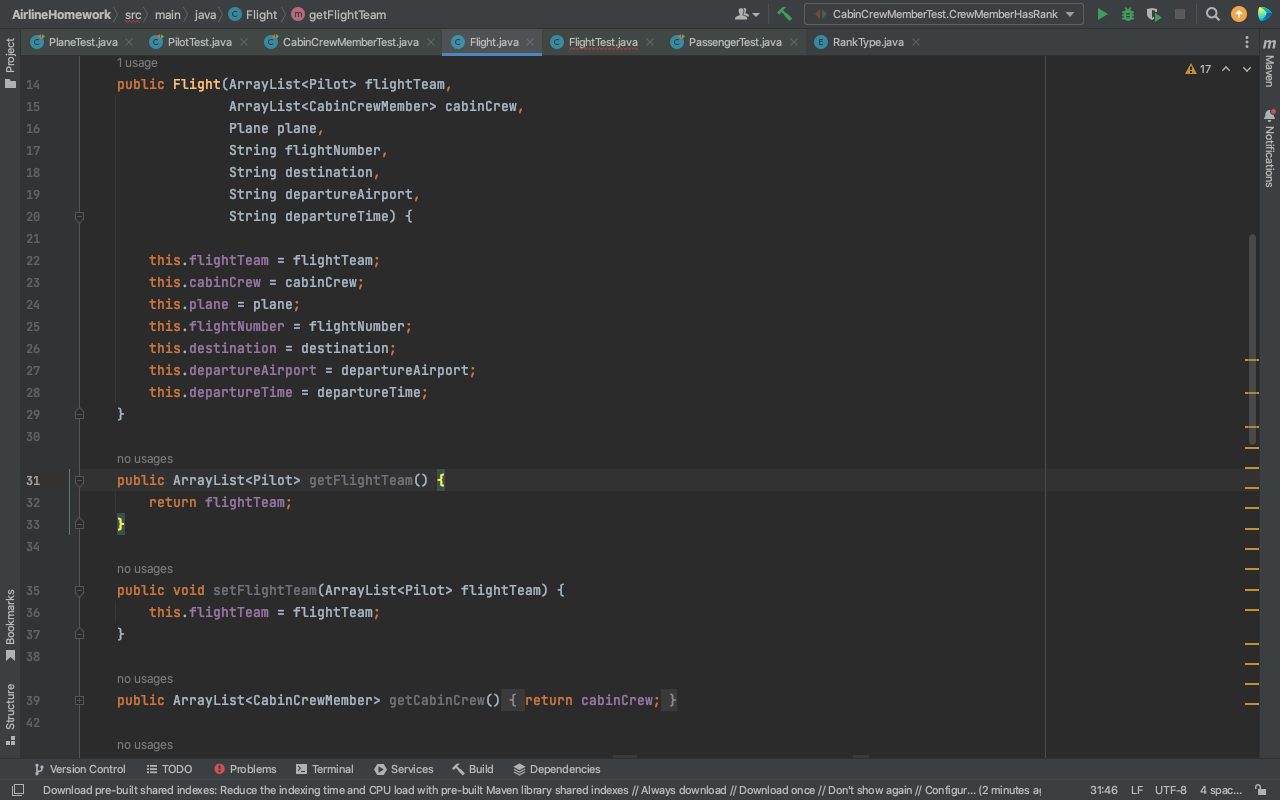 AirlineHomework src main java Flight getFlightTeam CabinCrewMemberTest.CrewMemberHasRank
PlaneTest.java PilotTest.java CabinCrewMemberTest.java Flight.java FlightTest.java PassengerTest.java RankType.java
Project
Bookmarks
Structure
1 usage
17
14 public Flight(ArrayList<Pilot> flightTeam,
15 ArrayList<CabinCrewMember> cabinCrew,
16 Plane plane,
17 String flightNumber,
18 String destination,
19 String departureAirport,
20 String departureTime) {
21
22 this.flightTeam = flightTeam;
23 this.cabinCrew = cabinCrew;
24 this.plane = plane;
25 this.flightNumber = flightNumber;
26 this.destination = destination;
27 this.departureAirport = departureAirport;
28 this.departureTime = departureTime;
29 }
30
no usages
31 public ArrayList<Pilot> getFlightTeam() {
32 return flightTeam;
33 }
34
no usages
35 public void setFlightTeam(ArrayList<Pilot> flightTeam) {
36 this.flightTeam = flightTeam;
37 }
38
no usages
39 public ArrayList<CabinCrewMember> getCabinCrew() { return cabinCrew; }
42
no usages
m
Maven
Notifications
Version Control TODO Problems Terminal Services Build Dependencies
Download pre-built shared indexes: Reduce the indexing time and CPU load with pre-built Maven library shared indexes // Always download // Download once // Don't show again // Configur... (2 minutes ag 31:46 LF UTF-8 4 spac...